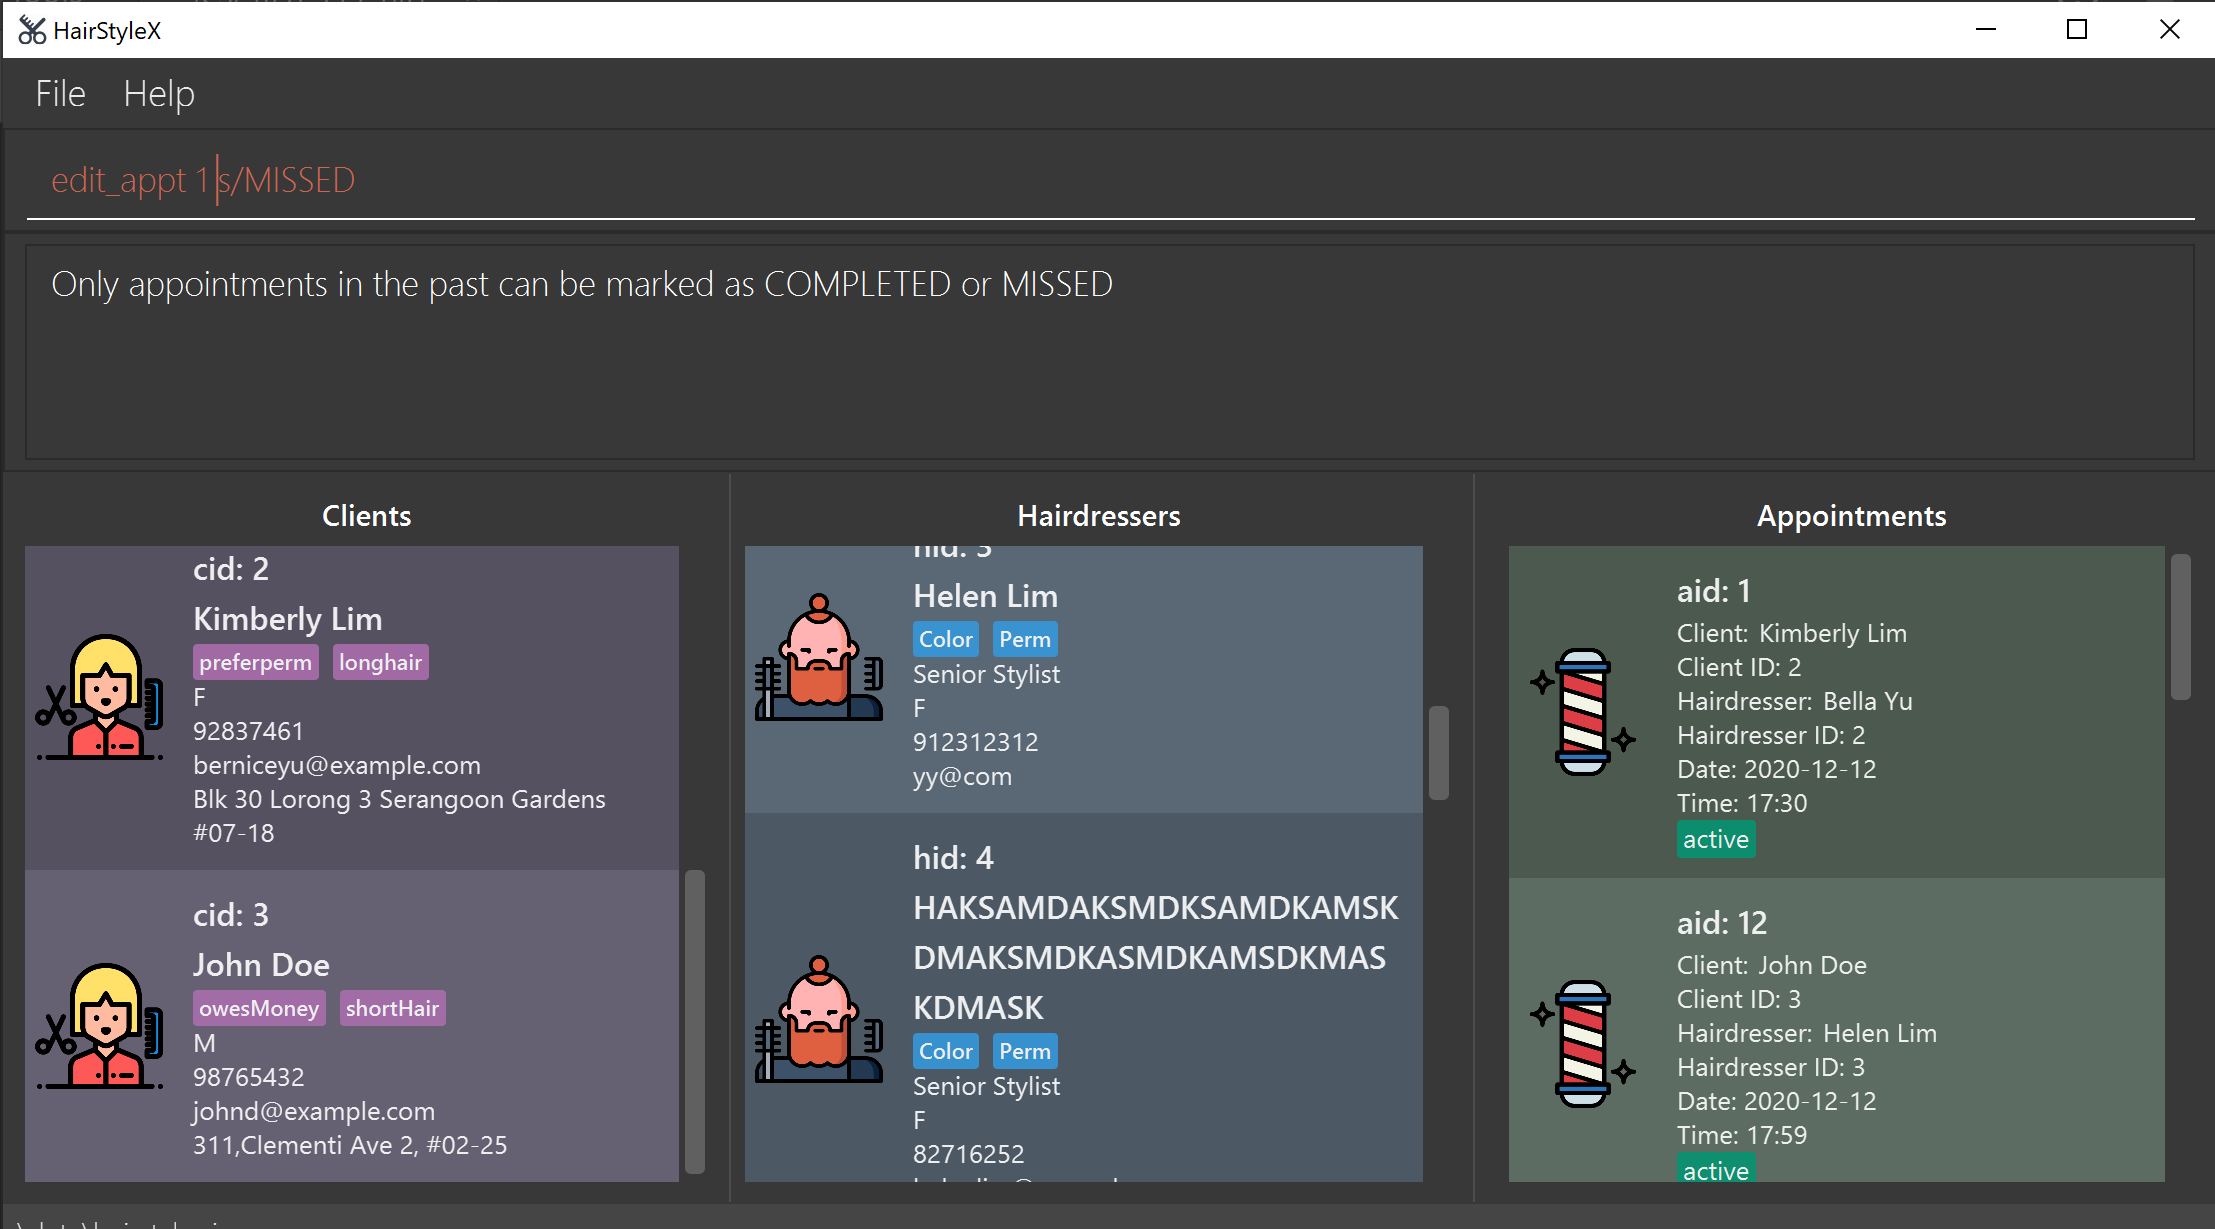 HairStyleX
File Help
edit_appt 1 s/MISSED
Only appointments in the past can be marked as COMPLETED or MISSED
Clients
cid: 2
Kimberly Lim
preferperm longhair
F
92837461
berniceyu@example.com
Blk 30 Lorong 3 Serangoon Gardens
#07-18
cid: 3
John Doe
owesMoney shortHair
M
98765432
johnd@example.com
311,Clementi Ave 2, #02-25
Hairdressers
hid: 3
Helen Lim
Color Perm
Senior Stylist
F
912312312
yy@com
hid: 4
HAKSAMDAKSMDKSAMDKAMSK
DMAKSMDKASMDKAMSDKMAS
KDMASK
Color Perm
Senior Stylist
F
82716252
Appointments
aid: 1
Client: Kimberly Lim
Client ID: 2
Hairdresser: Bella Yu
Hairdresser ID: 2
Date: 2020-12-12
Time: 17:30
active
aid: 12
Client: John Doe
Client ID: 3
Hairdresser: Helen Lim
Hairdresser ID: 3
Date: 2020-12-12
Time: 17:59
active